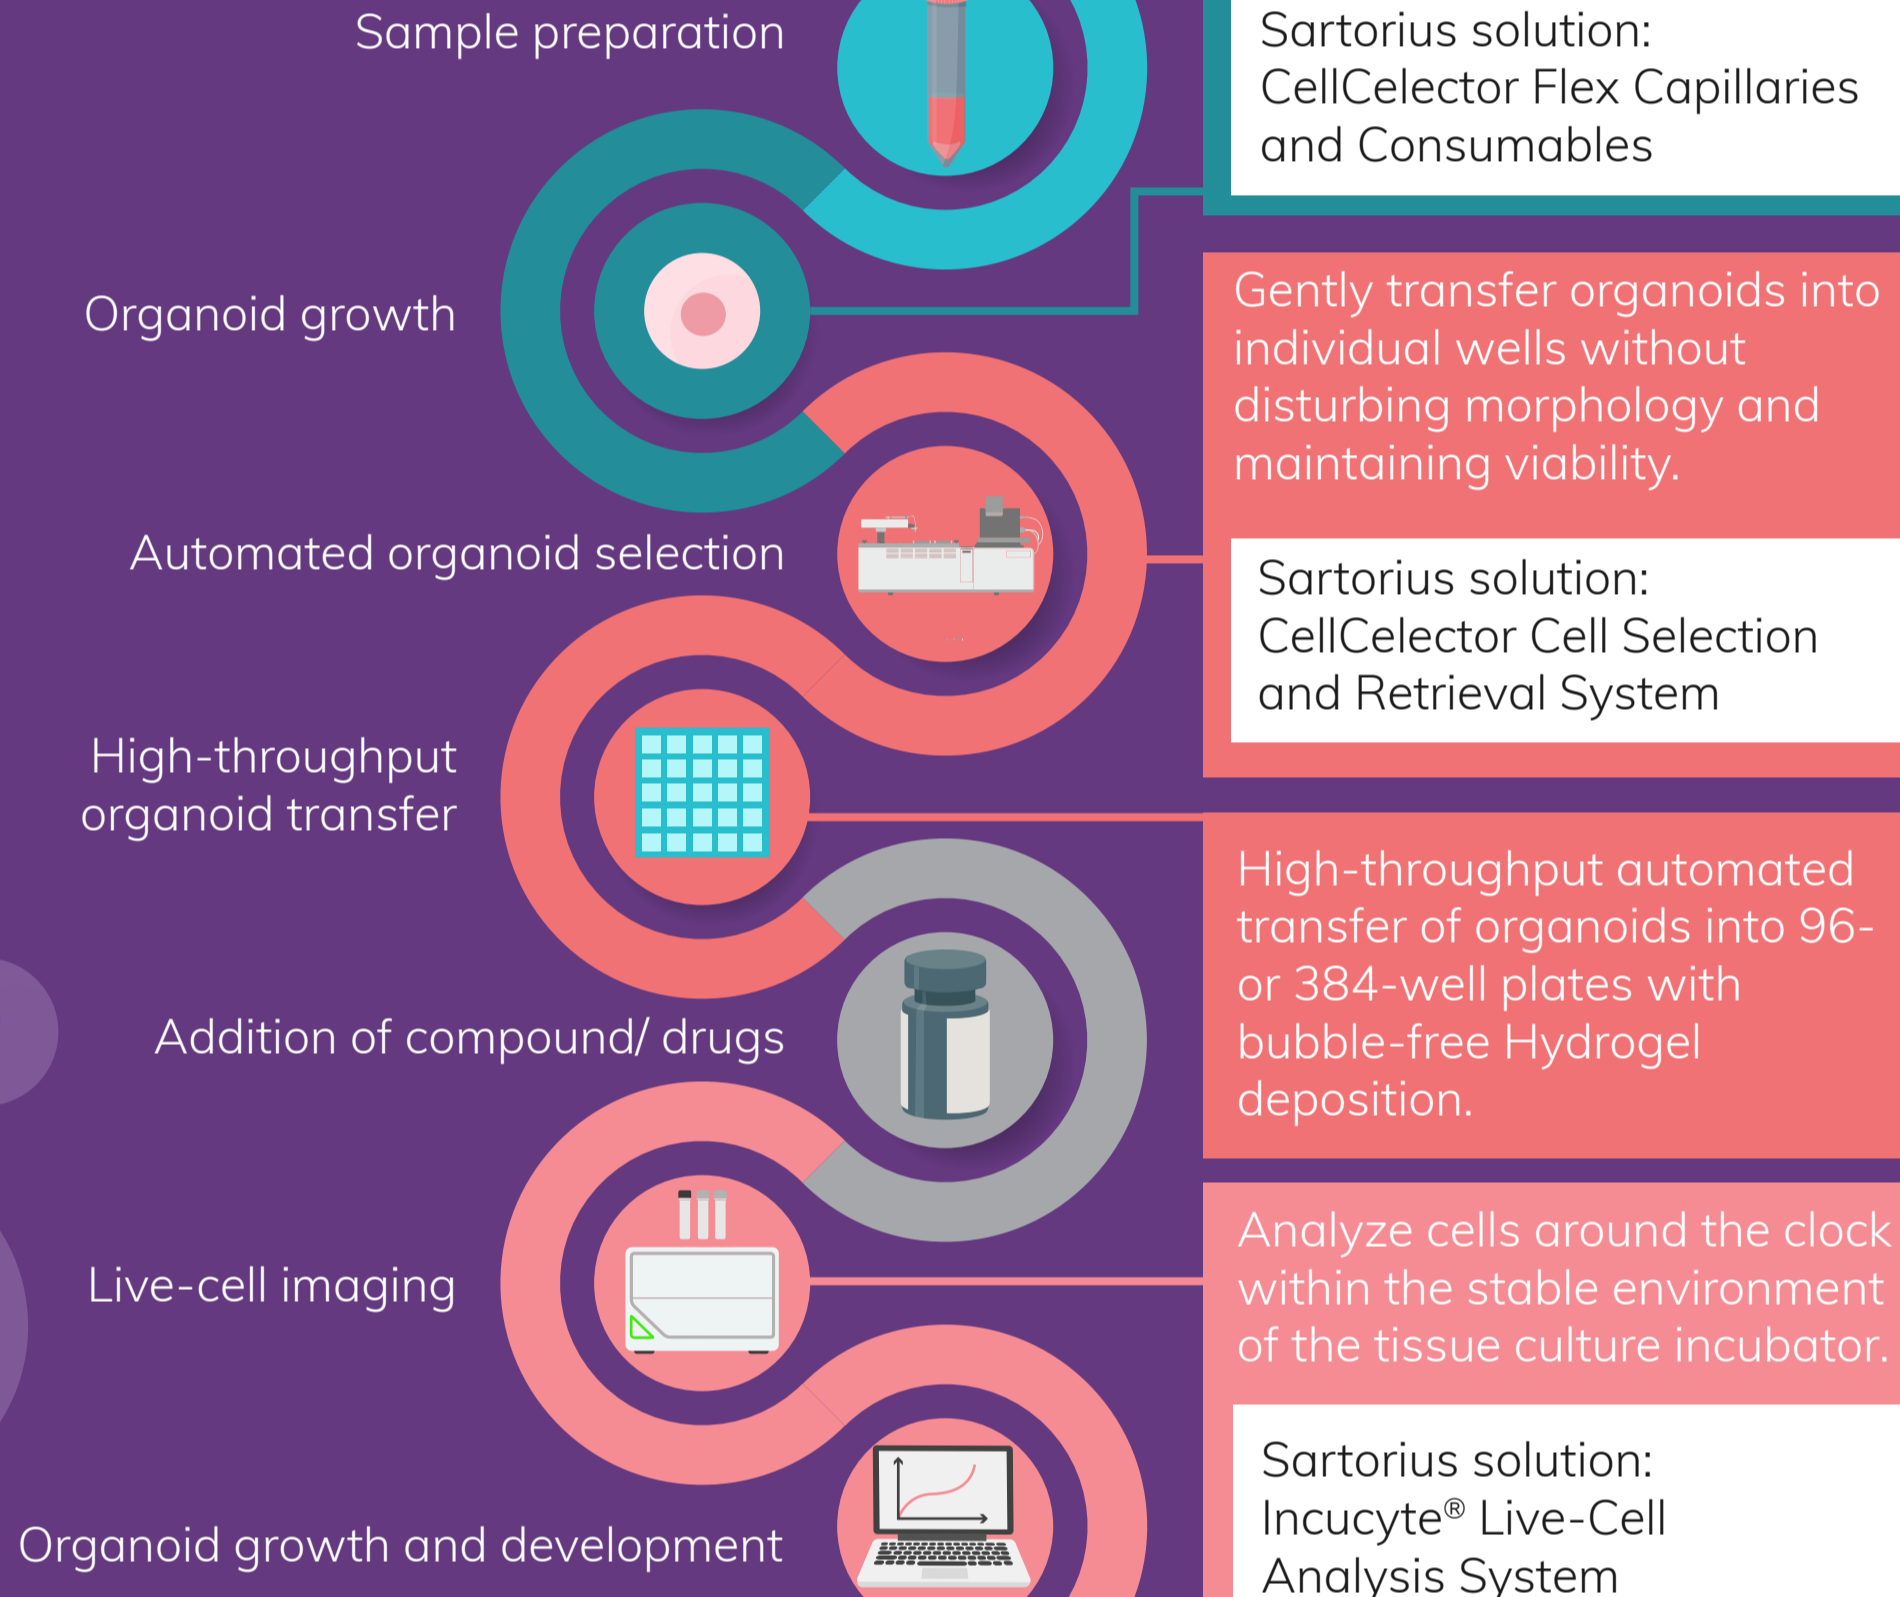 Sample preparation
Sartorius solution:
CellCelector Flex Capillaries
and Consumables
Organoid growth
Gently transfer organoids into
individual wells without
disturbing morphology and
maintaining viability.
Automated organoid selection
Sartorius solution:
CellCelector Cell Selection
and Retrieval System
High-throughput
organoid transfer
High-throughput automated
transfer of organoids into 96-
or 384-well plates with
bubble-free Hydrogel
deposition.
Addition of compound/ drugs
Live-cell imaging
Analyze cells around the clock
within the stable environment
of the tissue culture incubator.
Sartorius solution:
Incucyte® Live-Cell
Analysis System
Organoid growth and development